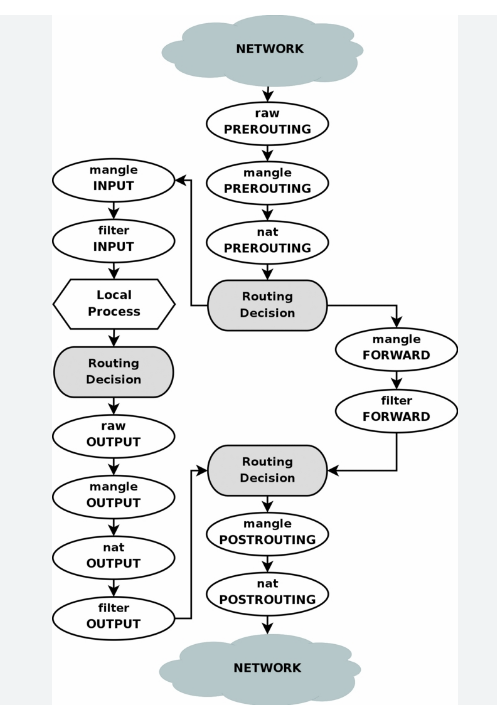 NETWORK
raw
PREROUTING
mangle
PREROUTING
nat
PREROUTING
Routing
Decision
mangle
INPUT
filter
INPUT
Local
Process
Routing
Decision
raw
OUTPUT
mangle
OUTPUT
nat
OUTPUT
filter
OUTPUT
mangle
FORWARD
filter
FORWARD
Routing
Decision
mangle
POSTROUTING
nat
POSTROUTING
NETWORK